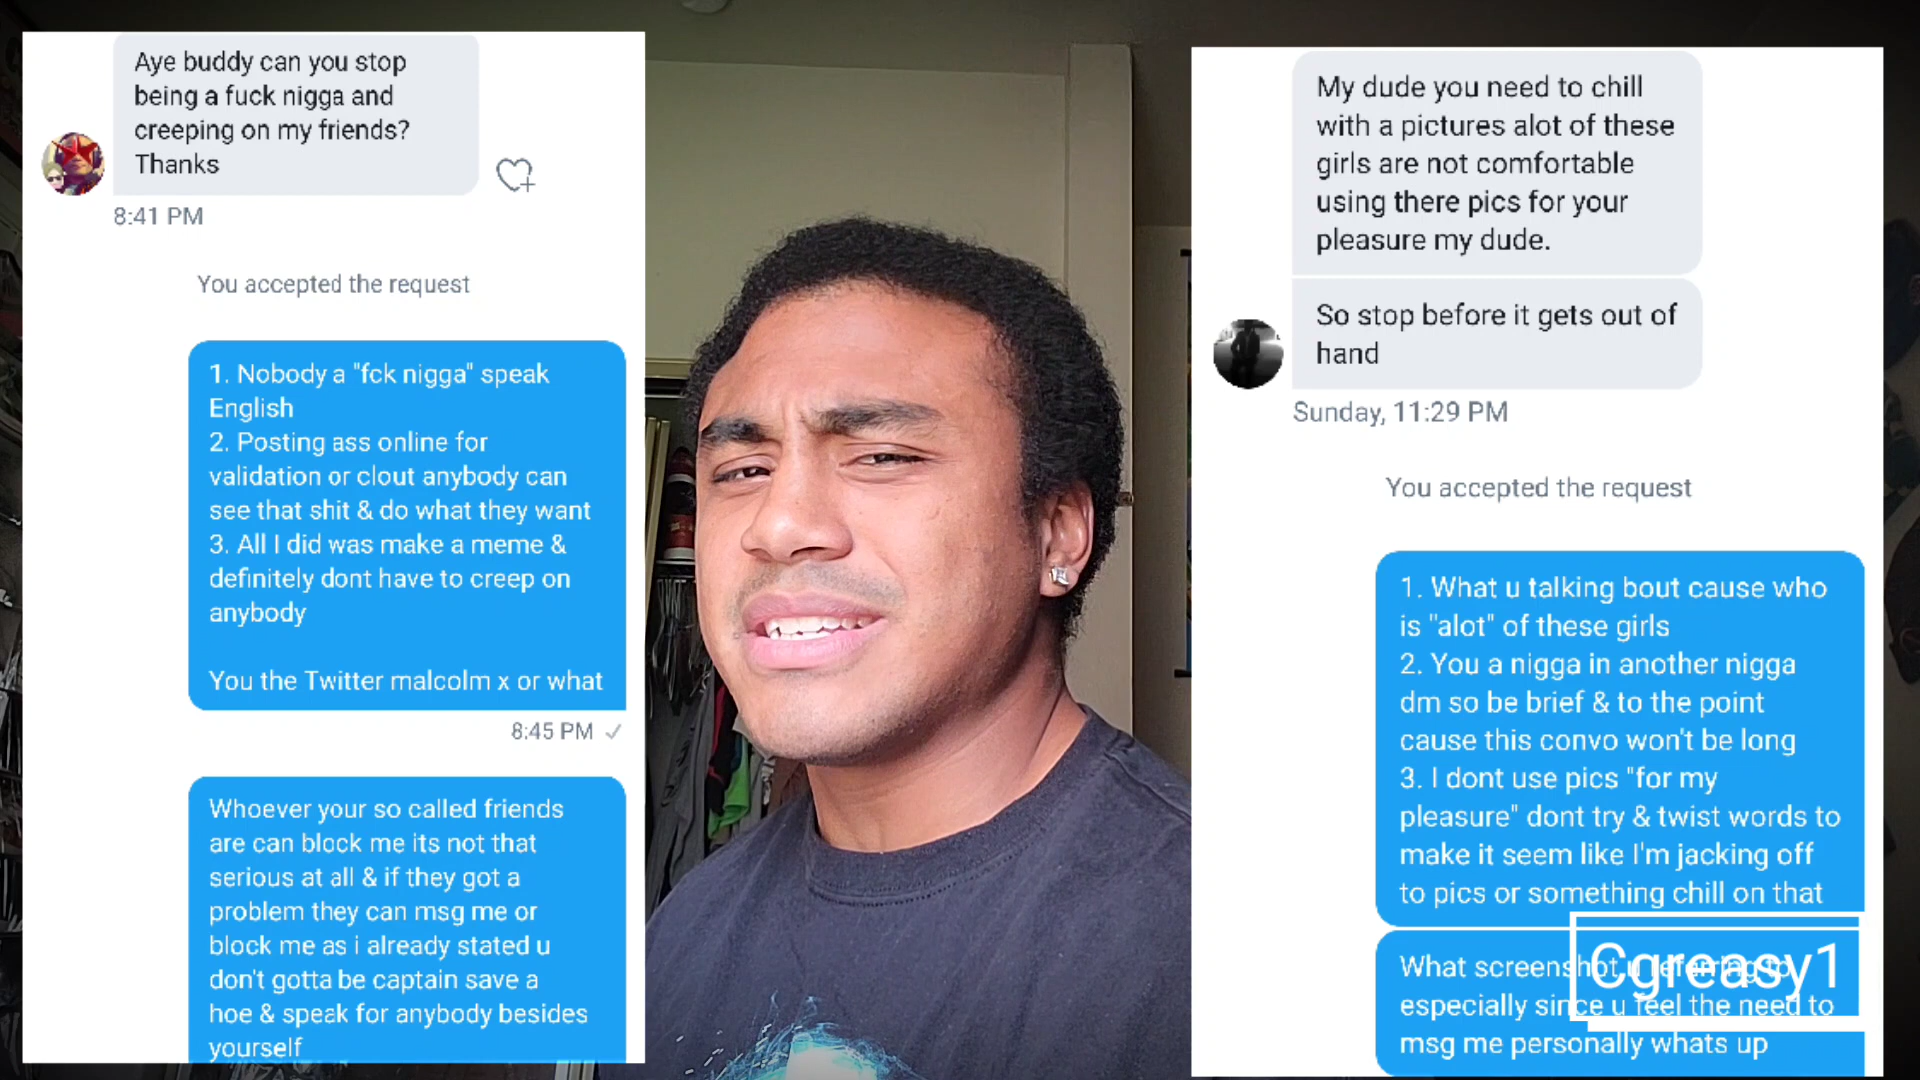 Aye buddy can you stop
being a fuck nigga and
creeping on my friends?
Thanks
8:41 PM
You accepted the request
1. Nobody a "fck nigga" speak
English
2. Posting ass online for
validation or clout anybody can
see that shit & do what they want
3. All I did was make a meme &
definitely dont have to creep on
anybody
You the Twitter malcolm x or what
8:45 PM
Whoever your so called friends
are can block me its not that
serious at all & if they got a
problem they can msg me or
block me as i already stated u
don't gotta be captain save a
hoe & speak for anybody besides
yourself
My dude you need to chill
with a pictures alot of these
girls are not comfortable
using there pics for your
pleasure my dude.
So stop before it gets out of
hand
Sunday, 11:29 PM
You accepted the request
1. What u talking bout cause who
is "alot" of these girls
2. You a nigga in another nigga
dm so be brief & to the point
cause this convo won't be long
3. I dont use pics "for my
pleasure" dont try & twist words to
make it seem like I'm jacking off
to pics or something chill on that
What screenshot u referring to
especially since u feel the need to
msg me personally whats up
Cgreasy1